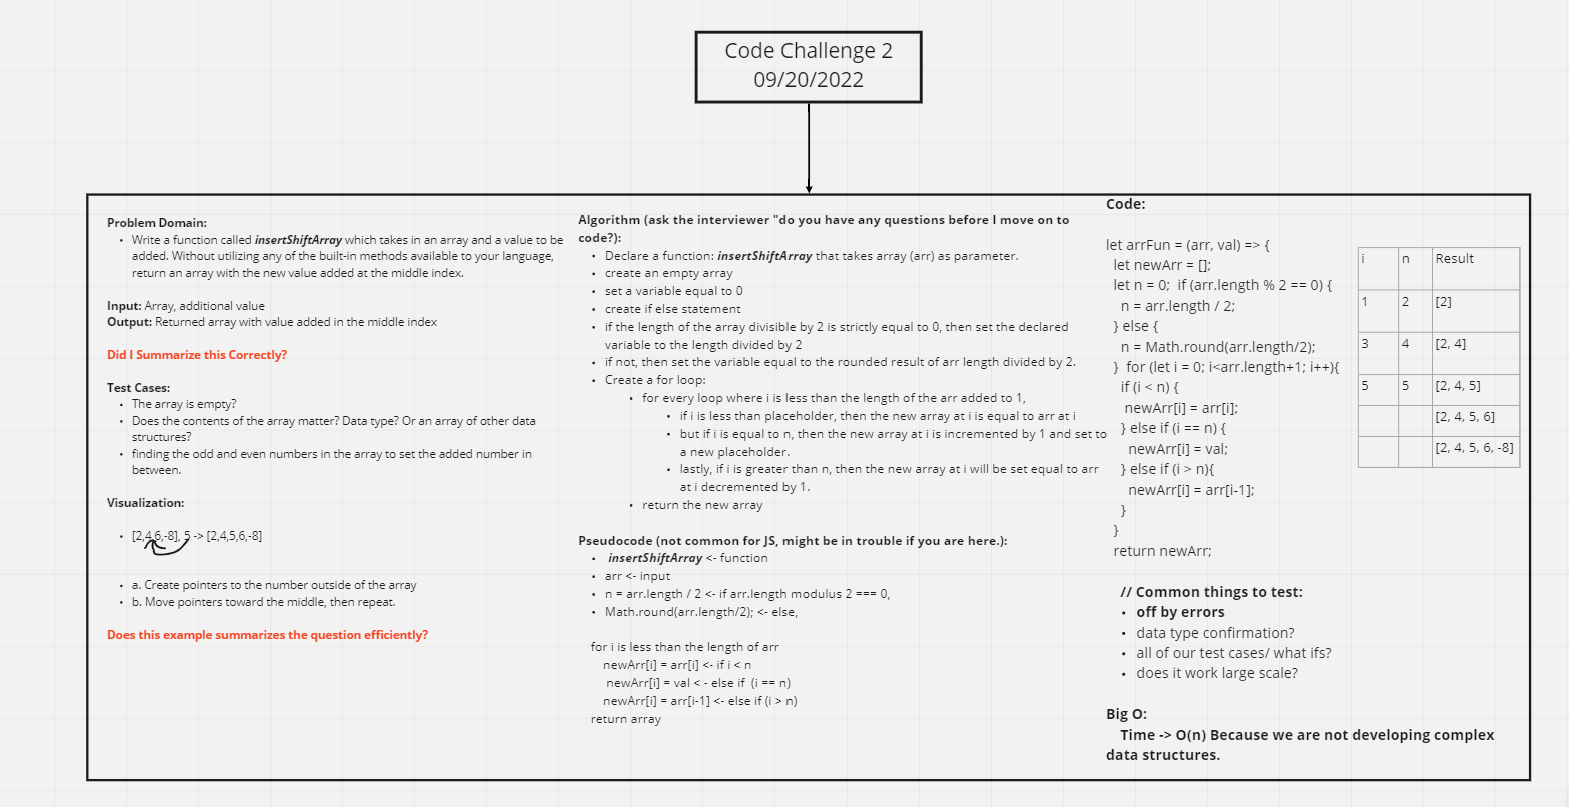 Code Challenge 2
09/20/2022
Problem Domain:
• Write a function called insertShiftArray which takes in an array and a value to be
added. Without utilizing any of the built-in methods available to your language,
return an array with the new value added at the middle index.
Input: Array, additional value
Output: Returned array with value added in the middle index
Did I Summarize this Correctly?
Test Cases:
• The array is empty?
• Does the contents of the array matter? Data type? Or an array of other data
structures?
• finding the odd and even numbers in the array to set the added number in
between.
Visualization:
• [2,4,6,-8], 5 -> [2,4,5,6,-8]
• a. Create pointers to the number outside of the array
• b. Move pointers toward the middle, then repeat.
Does this example summarizes the question efficiently?
Algorithm (ask the interviewer "do you have any questions before I move on to
code?):
• Declare a function: insertShiftArray that takes array (arr) as parameter.
• create an empty array
• set a variable equal to 0
• create if else statement
• if the length of the array divisible by 2 is strictly equal to 0, then set the declared
variable to the length divided by 2
• if not, then set the variable equal to the rounded result of arr length divided by 2.
• Create a for loop:
• for every loop where i is less than the length of the arr added to 1,
• if i is less than placeholder, then the new array at i is equal to arr at i
• but if i is equal to n, then the new array at i is incremented by 1 and set to
a new placeholder.
• lastly, if i is greater than n, then the new array at i will be set equal to arr
at i decremented by 1.
• return the new array
Pseudocode (not common for JS, might be in trouble if you are here.):
• insertShiftArray <- function
• arr <- input
• n = arr.length / 2 <- if arr.length modulus 2 === 0,
• Math.round(arr.length/2); <- else,
for i is less than the length of arr
newArr[i] = arr[i] <- if i < n
newArr[i] = val < - else if (i == n)
newArr[i] = arr[i-1] <- else if (i > n)
return array
Code:
let arrFun = (arr, val) => {
let newArr = [];
let n = 0; if (arr.length % 2 == 0) {
n = arr.length / 2;
} else {
n = Math.round(arr.length/2);
} for (let i = 0; i<arr.length+1; i++){
if (i < n) {
newArr[i] = arr[i];
} else if (i == n) {
newArr[i] = val;
} else if (i > n){
newArr[i] = arr[i-1];
}
}
return newArr;
i n Result
1 2 [2]
3 4 [2, 4]
5 5 [2, 4, 5]
[2, 4, 5, 6]
[2, 4, 5, 6, -8]
// Common things to test:
• off by errors
• data type confirmation?
• all of our test cases/ what ifs?
• does it work large scale?
Big O:
Time -> O(n) Because we are not developing complex
data structures.